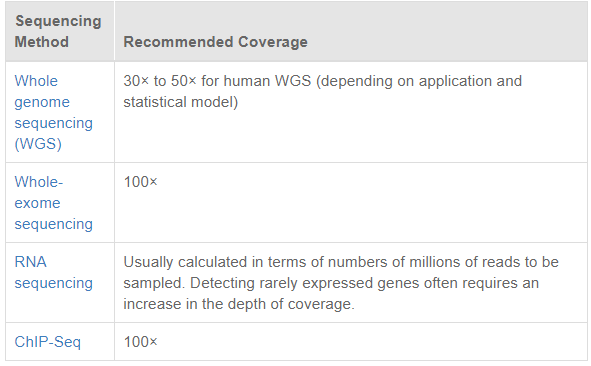 Sequencing
Method
Recommended Coverage
Whole
genome
sequencing
(WGS)
30× to 50× for human WGS (depending on application and
statistical model)
Whole-
exome
sequencing
100×
RNA
sequencing
Usually calculated in terms of numbers of millions of reads to be
sampled. Detecting rarely expressed genes often requires an
increase in the depth of coverage.
ChIP-Seq
100×